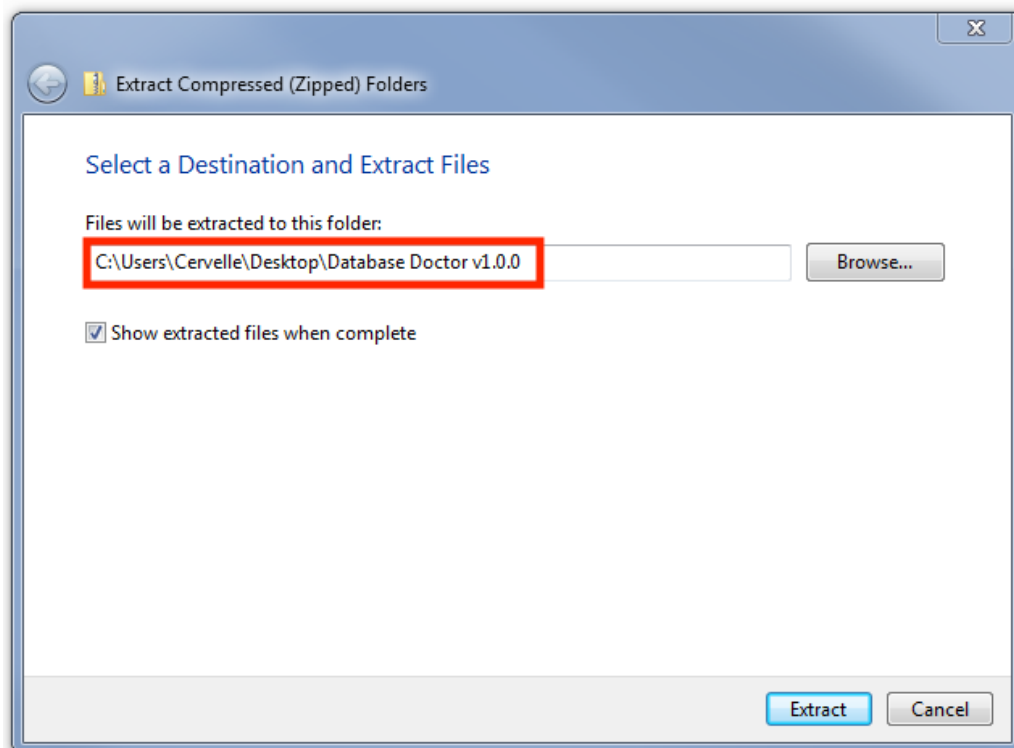 Extract Compressed (Zipped) Folders
Select a Destination and Extract Files
Files will be extracted to this folder:
C:\Users\Cervelle\Desktop\Database Doctor v1.0.0
Browse...
Show extracted files when complete
Extract
Cancel